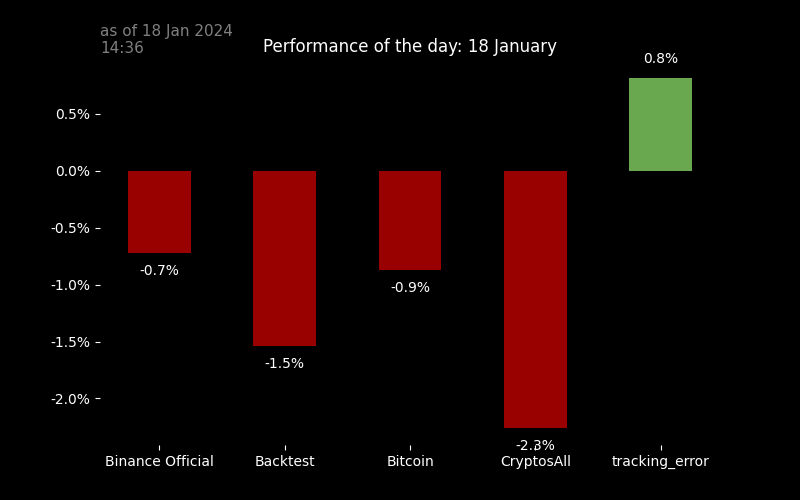 as of 18 Jan 2024
14:36
Performance of the day: 18 January
0.8%
0.5%
0.0%
-0.5%
-0.7%
-1.0%
-0.9%
-1.5%
-1.5%
-2.0%
-2.3%
Binance Official
Backtest
Bitcoin
CryptosAll
tracking_error